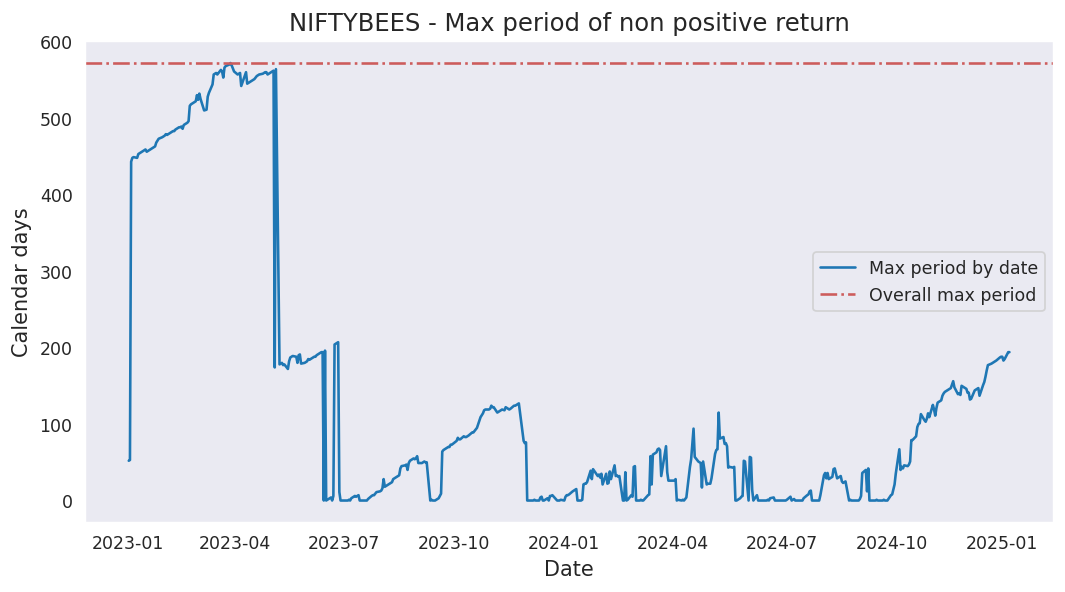 NIFTYBEES - Max period of non positive return
600
500
400
300
200
100
0
Calendar days
Max period by date
Overall max period
2023-01 2023-04 2023-07 2023-10 2024-01 2024-04 2024-07 2024-10 2025-01
Date